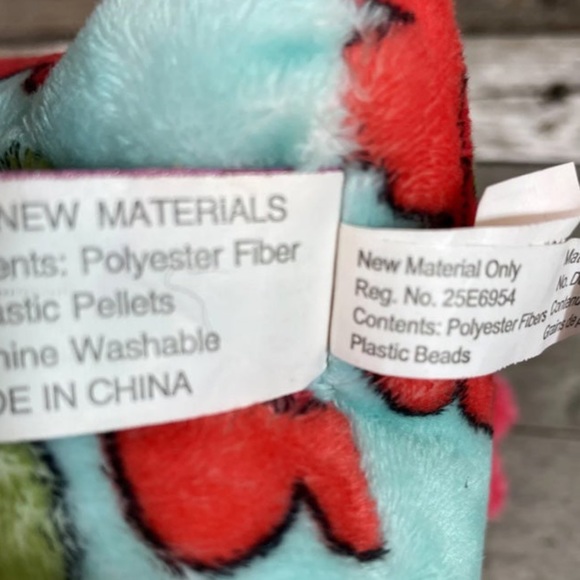 NEW MATERIALS
ents: Polyester Fiber
astic Pellets
hine Washable
DE IN CHINA
New Material Only
Reg. No. 25E6954
Contents: Polyester Fibers
Plastic Beads